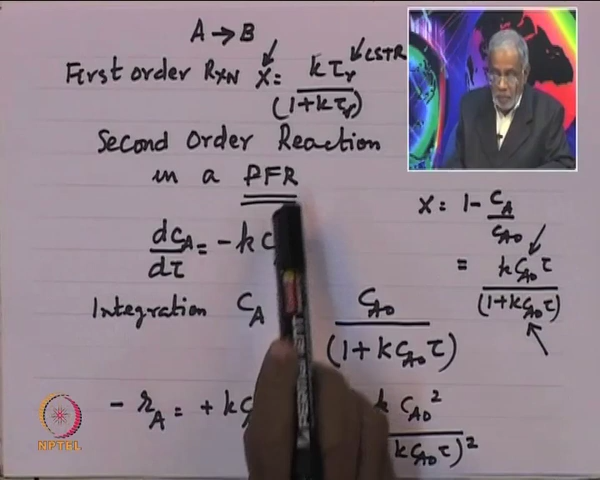 A → B
First order Rxn X = kτr / (1+kτr) CSTR
Second Order Reaction
in a PFR
dCA/dτ = -k C
X = 1 - CA/CA0
= kCA0τ / (1+kCA0τ)
Integration CA CA0 / (1+kCA0τ)
- rA = + kC k CA0² / kCA0τ)²
NPTEL